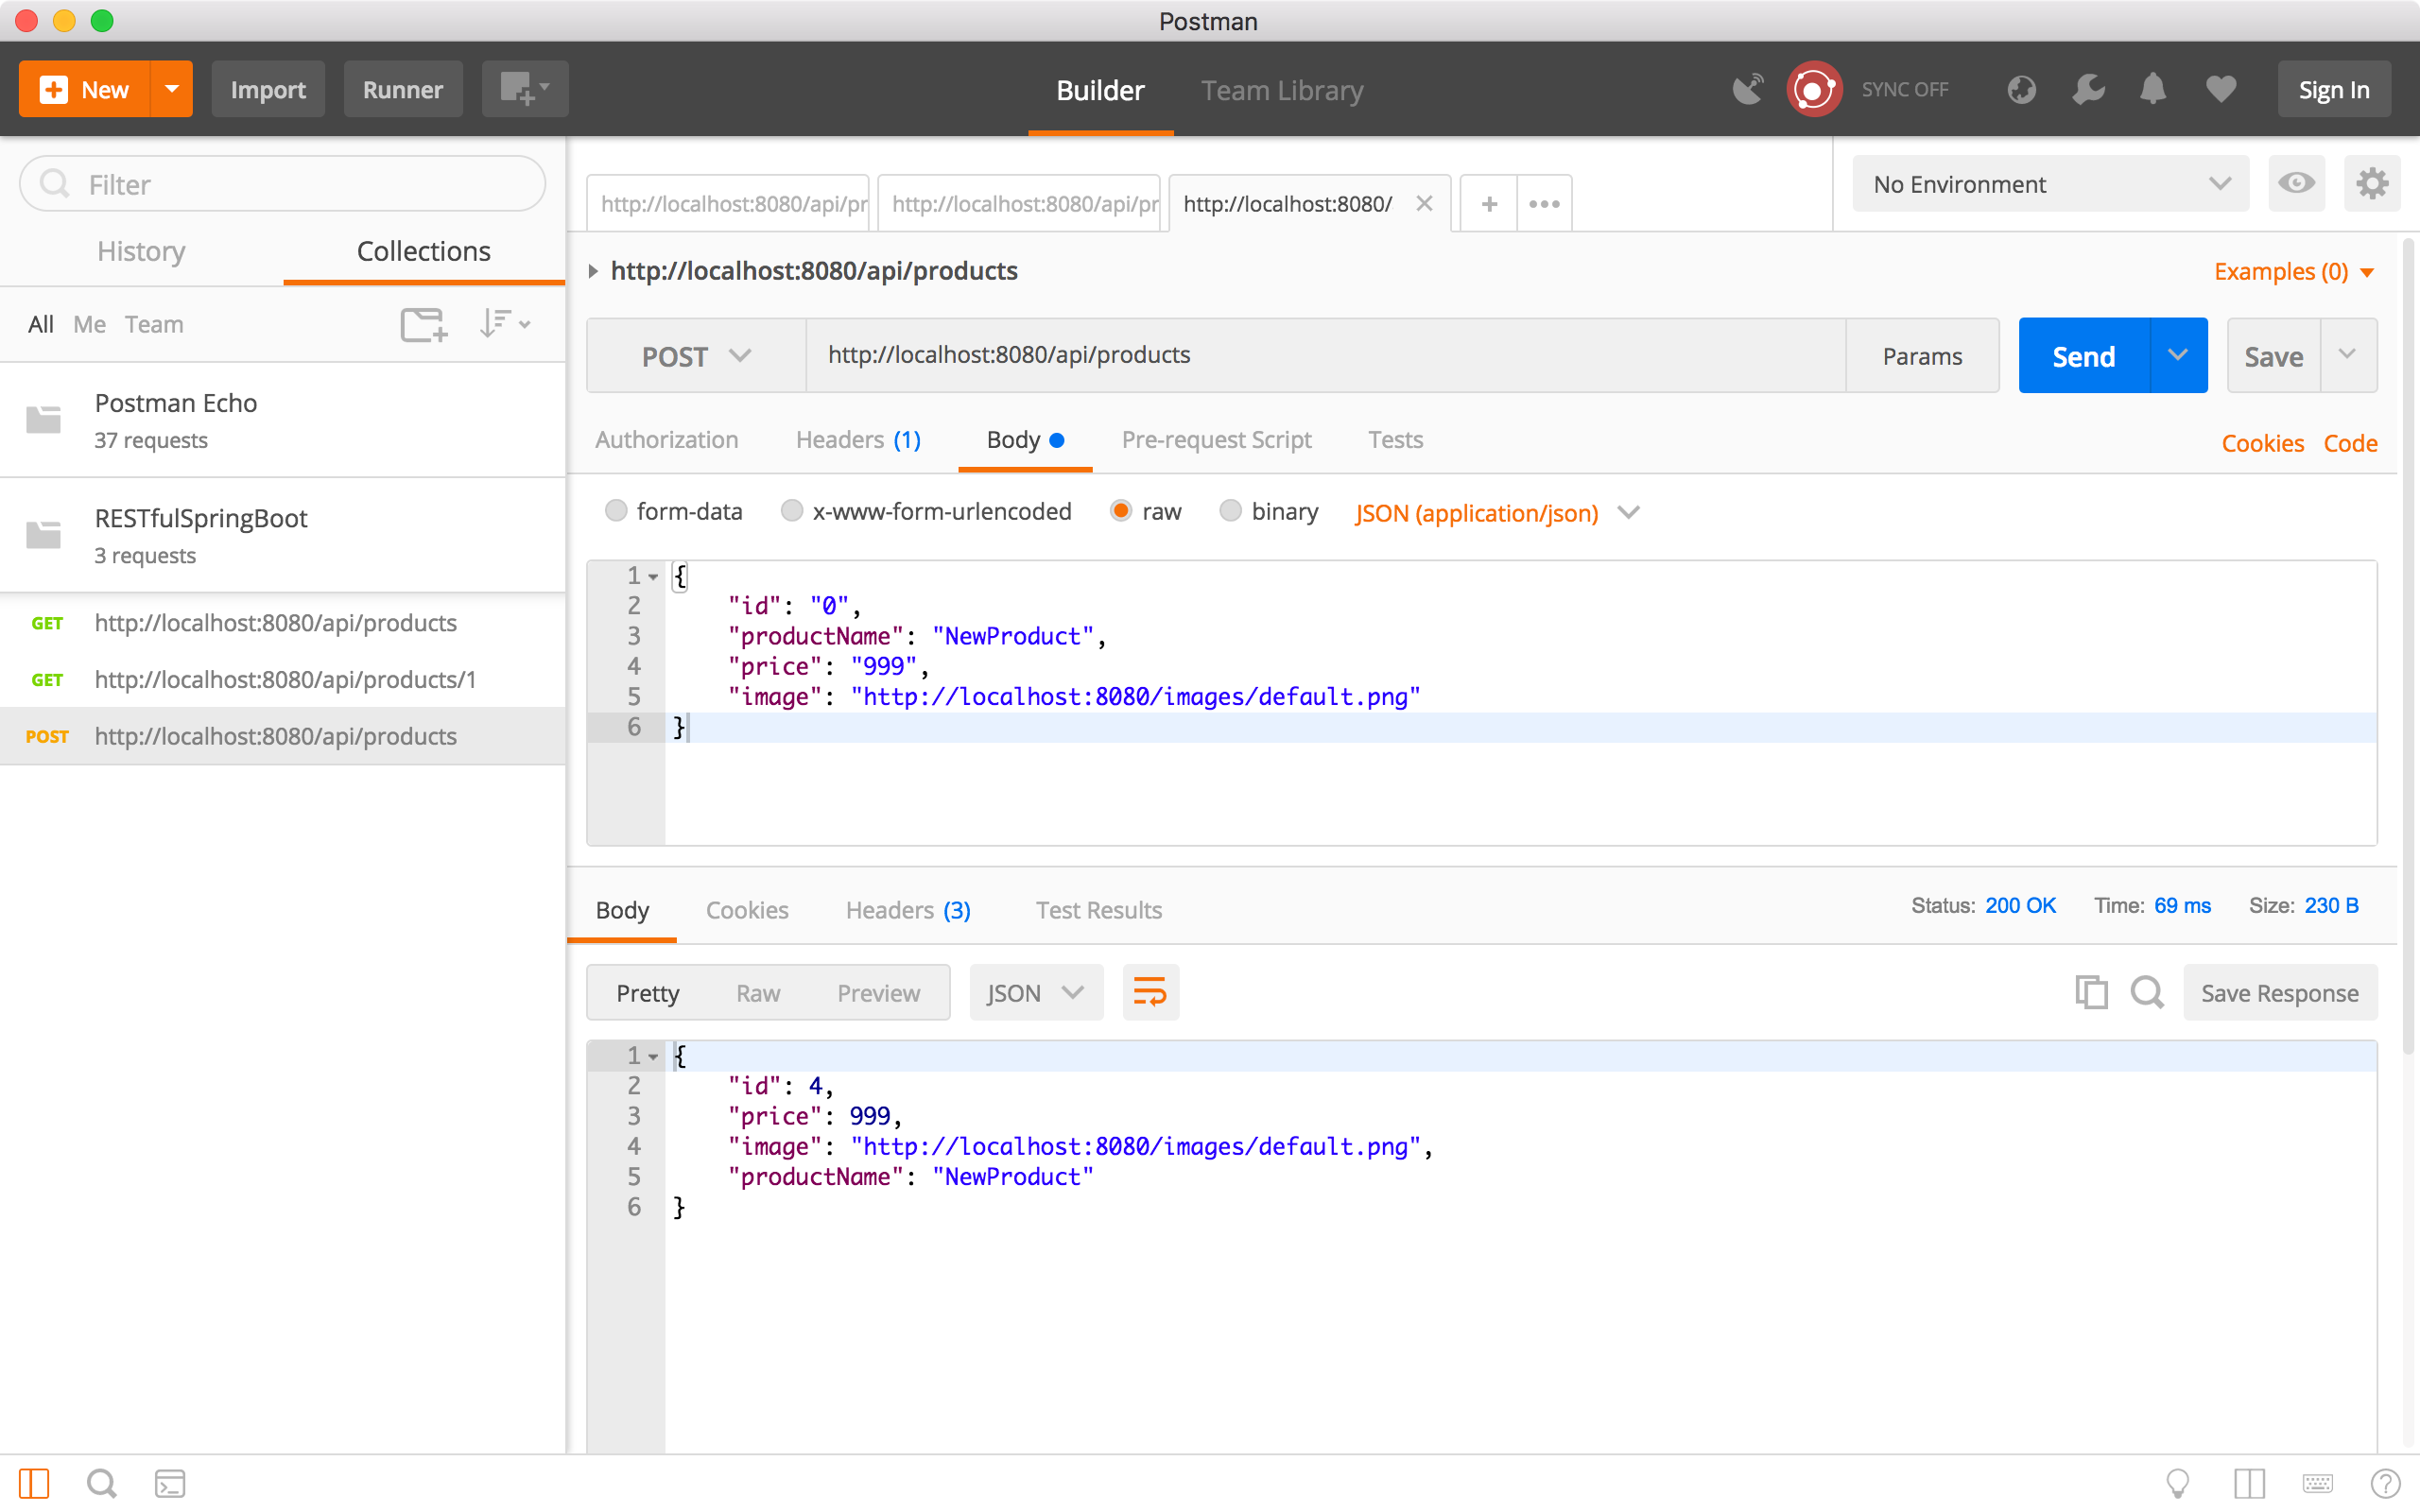 Postman
New
Import
Runner
Builder
Team Library
SYNC OFF
Sign In
Filter
History
Collections
All Me Team
Postman Echo
37 requests
RESTfulSpringBoot
3 requests
GET http://localhost:8080/api/products
GET http://localhost:8080/api/products/1
POST http://localhost:8080/api/products
http://localhost:8080/api/pr
http://localhost:8080/api/pr
http://localhost:8080/
No Environment
http://localhost:8080/api/products
Examples (0)
POST
http://localhost:8080/api/products
Params
Send
Save
Authorization
Headers (1)
Body
Pre-request Script
Tests
Cookies
Code
form-data
x-www-form-urlencoded
raw
binary
JSON (application/json)
1 {
2 "id": "0",
3 "productName": "NewProduct",
4 "price": "999",
5 "image": "http://localhost:8080/images/default.png"
6 }
Body
Cookies
Headers (3)
Test Results
Status: 200 OK
Time: 69 ms
Size: 230 B
Pretty
Raw
Preview
JSON
Save Response
1 {
2 "id": 4,
3 "price": 999,
4 "image": "http://localhost:8080/images/default.png",
5 "productName": "NewProduct"
6 }